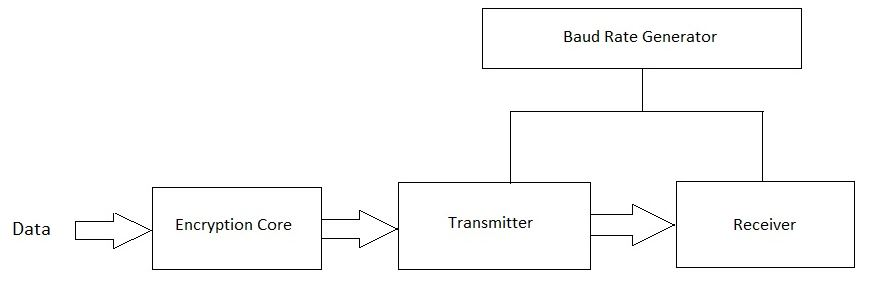 Baud Rate Generator
Data
Encryption Core
Transmitter
Receiver